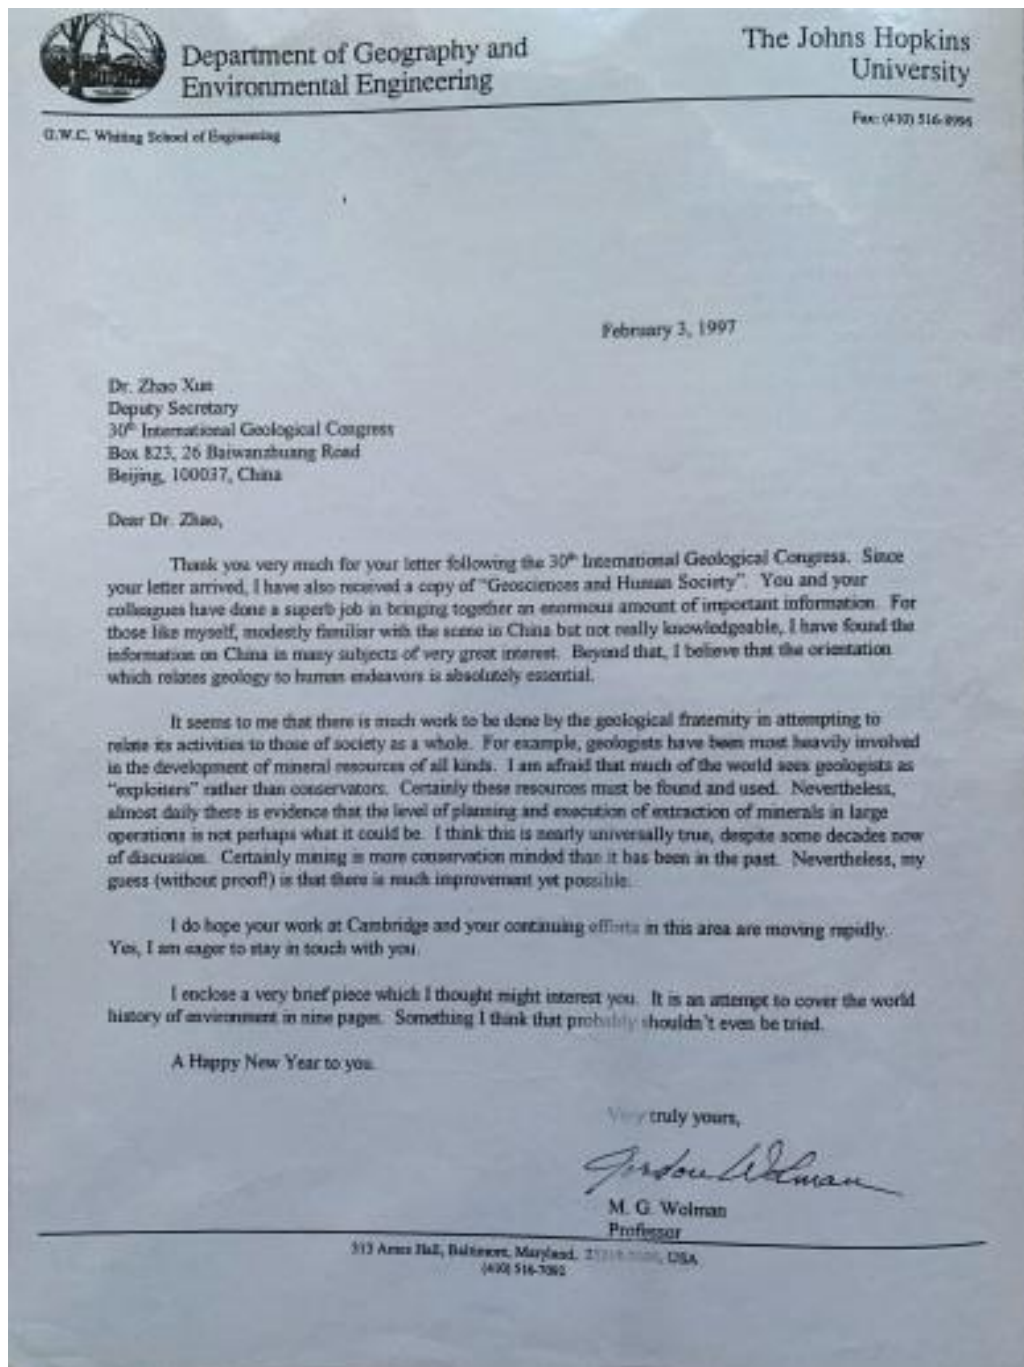 Department of Geography and
Environmental Engineering
The Johns Hopkins
University
G.W.C. Whiting School of Engineering
Fax: (410) 516-8996
February 3, 1997
Dr. Zhao Xun
Deputy Secretary
30th International Geological Congress
Box 823, 26 Baiwanzhuang Road
Beijing, 100037, China
Dear Dr. Zhao,
Thank you very much for your letter following the 30th International Geological Congress. Since
your letter arrived, I have also received a copy of "Geosciences and Human Society". You and your
colleagues have done a superb job in bringing together an enormous amount of important information. For
those like myself, modestly familiar with the scene in China but not really knowledgeable, I have found the
information on China in many subjects of very great interest. Beyond that, I believe that the orientation
which relates geology to human endeavors is absolutely essential.
It seems to me that there is much work to be done by the geological fraternity in attempting to
relate its activities to those of society as a whole. For example, geologists have been most heavily involved
in the development of mineral resources of all kinds. I am afraid that much of the world sees geologists as
"exploiters" rather than conservators. Certainly these resources must be found and used. Nevertheless,
almost daily there is evidence that the level of planning and execution of extraction of minerals in large
operations is not perhaps what it could be. I think this is nearly universally true, despite some decades now
of discussion. Certainly mining is more conservation minded than it has been in the past. Nevertheless, my
guess (without proof!) is that there is much improvement yet possible.
I do hope your work at Cambridge and your continuing efforts in this area are moving rapidly.
Yes, I am eager to stay in touch with you.
I enclose a very brief piece which I thought might interest you. It is an attempt to cover the world
history of environment in nine pages. Something I think that probably shouldn't even be tried.
A Happy New Year to you.
Very truly yours,
Gordon Wolman
M. G. Wolman
Professor
313 Ames Hall, Baltimore, Maryland, USA
(410) 516-7092